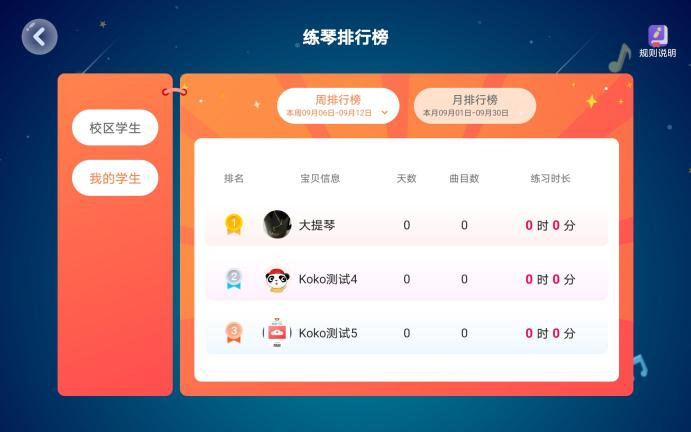 练琴排行榜
规则说明
校区学生
我的学生
周排行榜
本周09月06日-09月12日
月排行榜
本月09月01日-09月30日
排名 宝贝信息 天数 曲目数 练习时长
1 大提琴 0 0 0 时 0 分
2 Koko测试4 0 0 0 时 0 分
3 Koko测试5 0 0 0 时 0 分